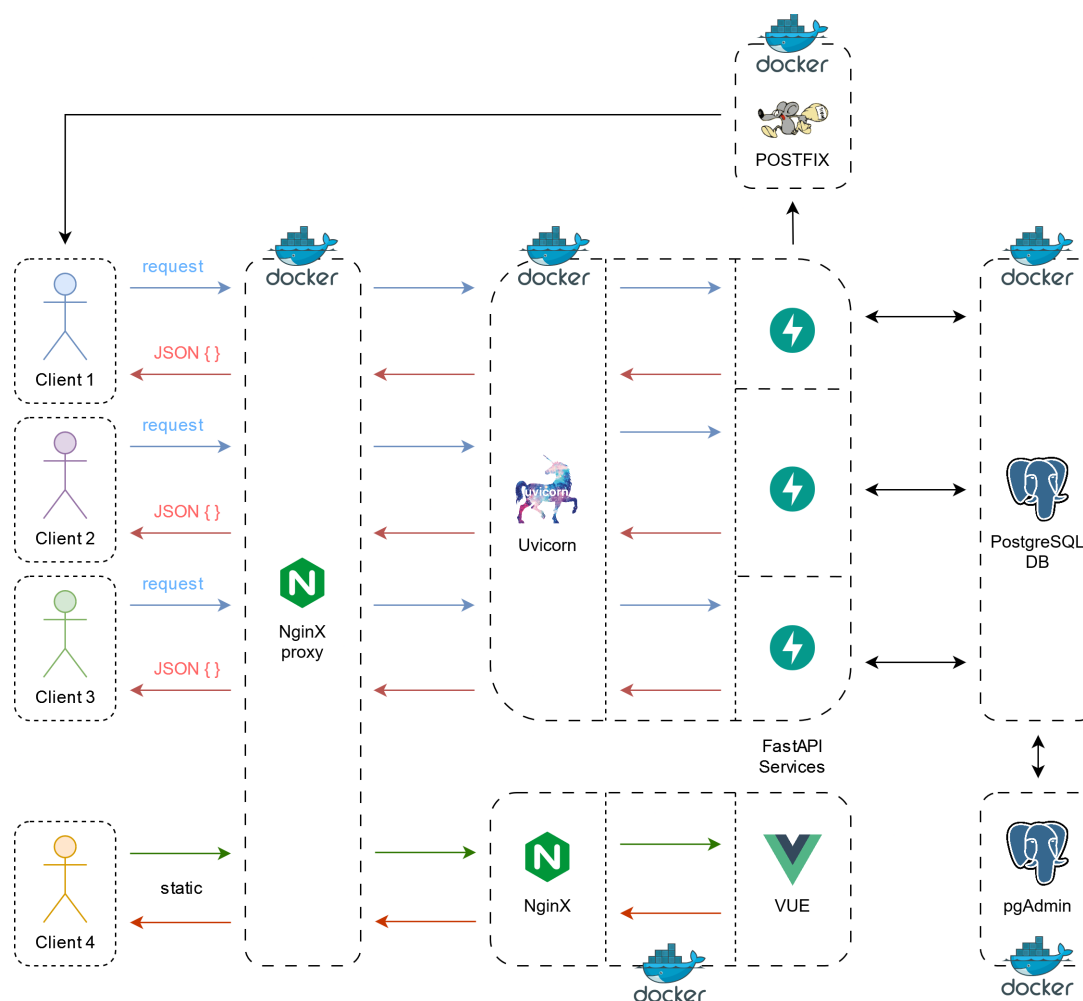 docker
POSTFIX
docker
docker
docker
request
JSON { }
Client 1
request
JSON { }
Client 2
uvicorn
Uvicorn
PostgreSQL
DB
request
JSON { }
Client 3
NginX
proxy
FastAPI
Services
static
Client 4
NginX
VUE
pgAdmin
docker
docker